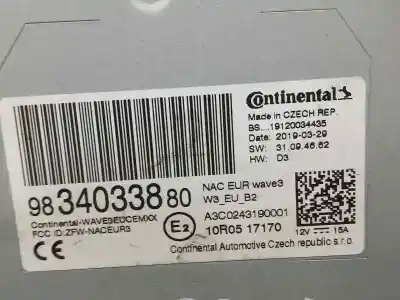 Continental
Made in CZECH REP.
BS....19120034435
Date: 2019-03-29
SW: 31.09.46.62
HW: D3
98 340338 80
NAC EUR wave3
W3_EU_B2
Continental-WAVE3EUCEMXX
FCC ID:ZFW-NACEUR3
E2
A3C0243190001
10R05 17170
12V 15A
CE
Continental Automotive Czech republic s.r.o.